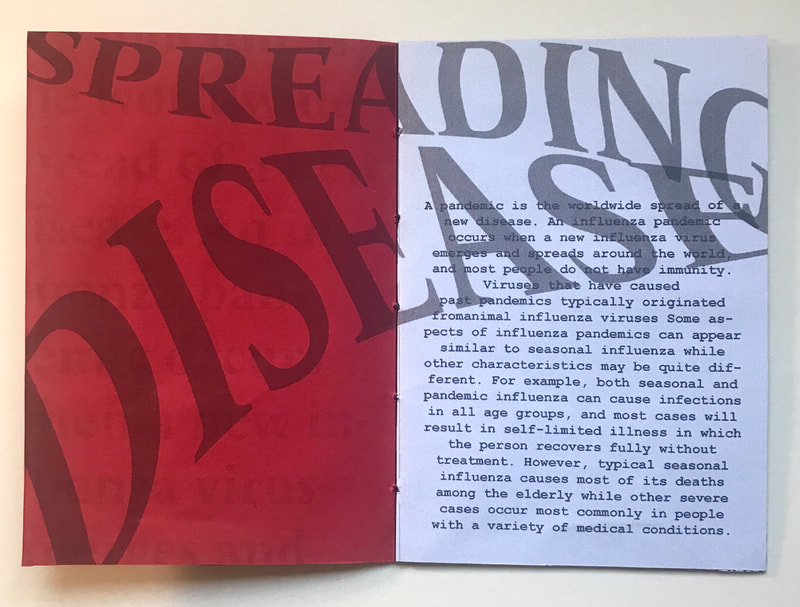 SPREADING
DISEASE
A pandemic is the worldwide spread of a
new disease. An influenza pandemic
occurs when a new influenza virus
emerges and spreads around the world,
and most people do not have immunity.
Viruses that have caused
past pandemics typically originated
fromanimal influenza viruses Some as-
pects of influenza pandemics can appear
similar to seasonal influenza while
other characteristics may be quite dif-
ferent. For example, both seasonal and
pandemic influenza can cause infections
in all age groups, and most cases will
result in self-limited illness in which
the person recovers fully without
treatment. However, typical seasonal
influenza causes most of its deaths
among the elderly while other severe
cases occur most commonly in people
with a variety of medical conditions.